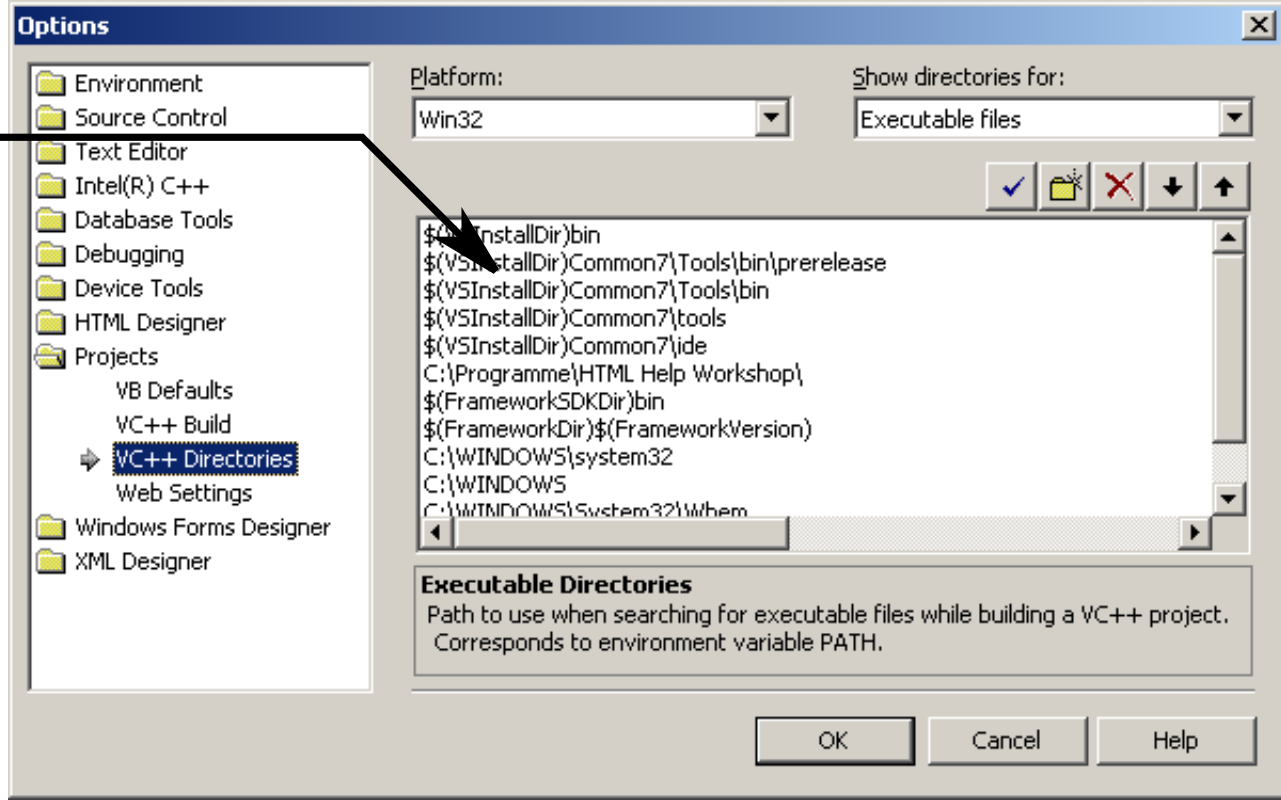 Options
Environment
Source Control
Text Editor
Intel(R) C++
Database Tools
Debugging
Device Tools
HTML Designer
Projects
VB Defaults
VC++ Build
VC++ Directories
Web Settings
Windows Forms Designer
XML Designer
Platform:
Win32
Show directories for:
Executable files
$(VSInstallDir)bin
$(VSInstallDir)Common7\Tools\bin\prerelease
$(VSInstallDir)Common7\Tools\bin
$(VSInstallDir)Common7\tools
$(VSInstallDir)Common7\ide
C:\Programme\HTML Help Workshop\
$(FrameworkSDKDir)bin
$(FrameworkDir)$(FrameworkVersion)
C:\WINDOWS\system32
C:\WINDOWS
C:\WINDOWS\System32\Wbem
Executable Directories
Path to use when searching for executable files while building a VC++ project.
Corresponds to environment variable PATH.
OK
Cancel
Help